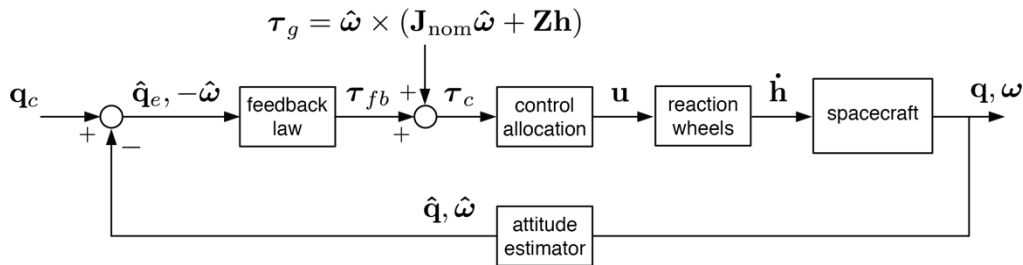 τ_g = ω̂ × (J_nom ω̂ + Zh)
q_c
+
−
q̂_e, −ω̂
feedback
law
τ_fb
+
+
τ_c
control
allocation
u
reaction
wheels
ḣ
spacecraft
q, ω
q̂, ω̂
attitude
estimator